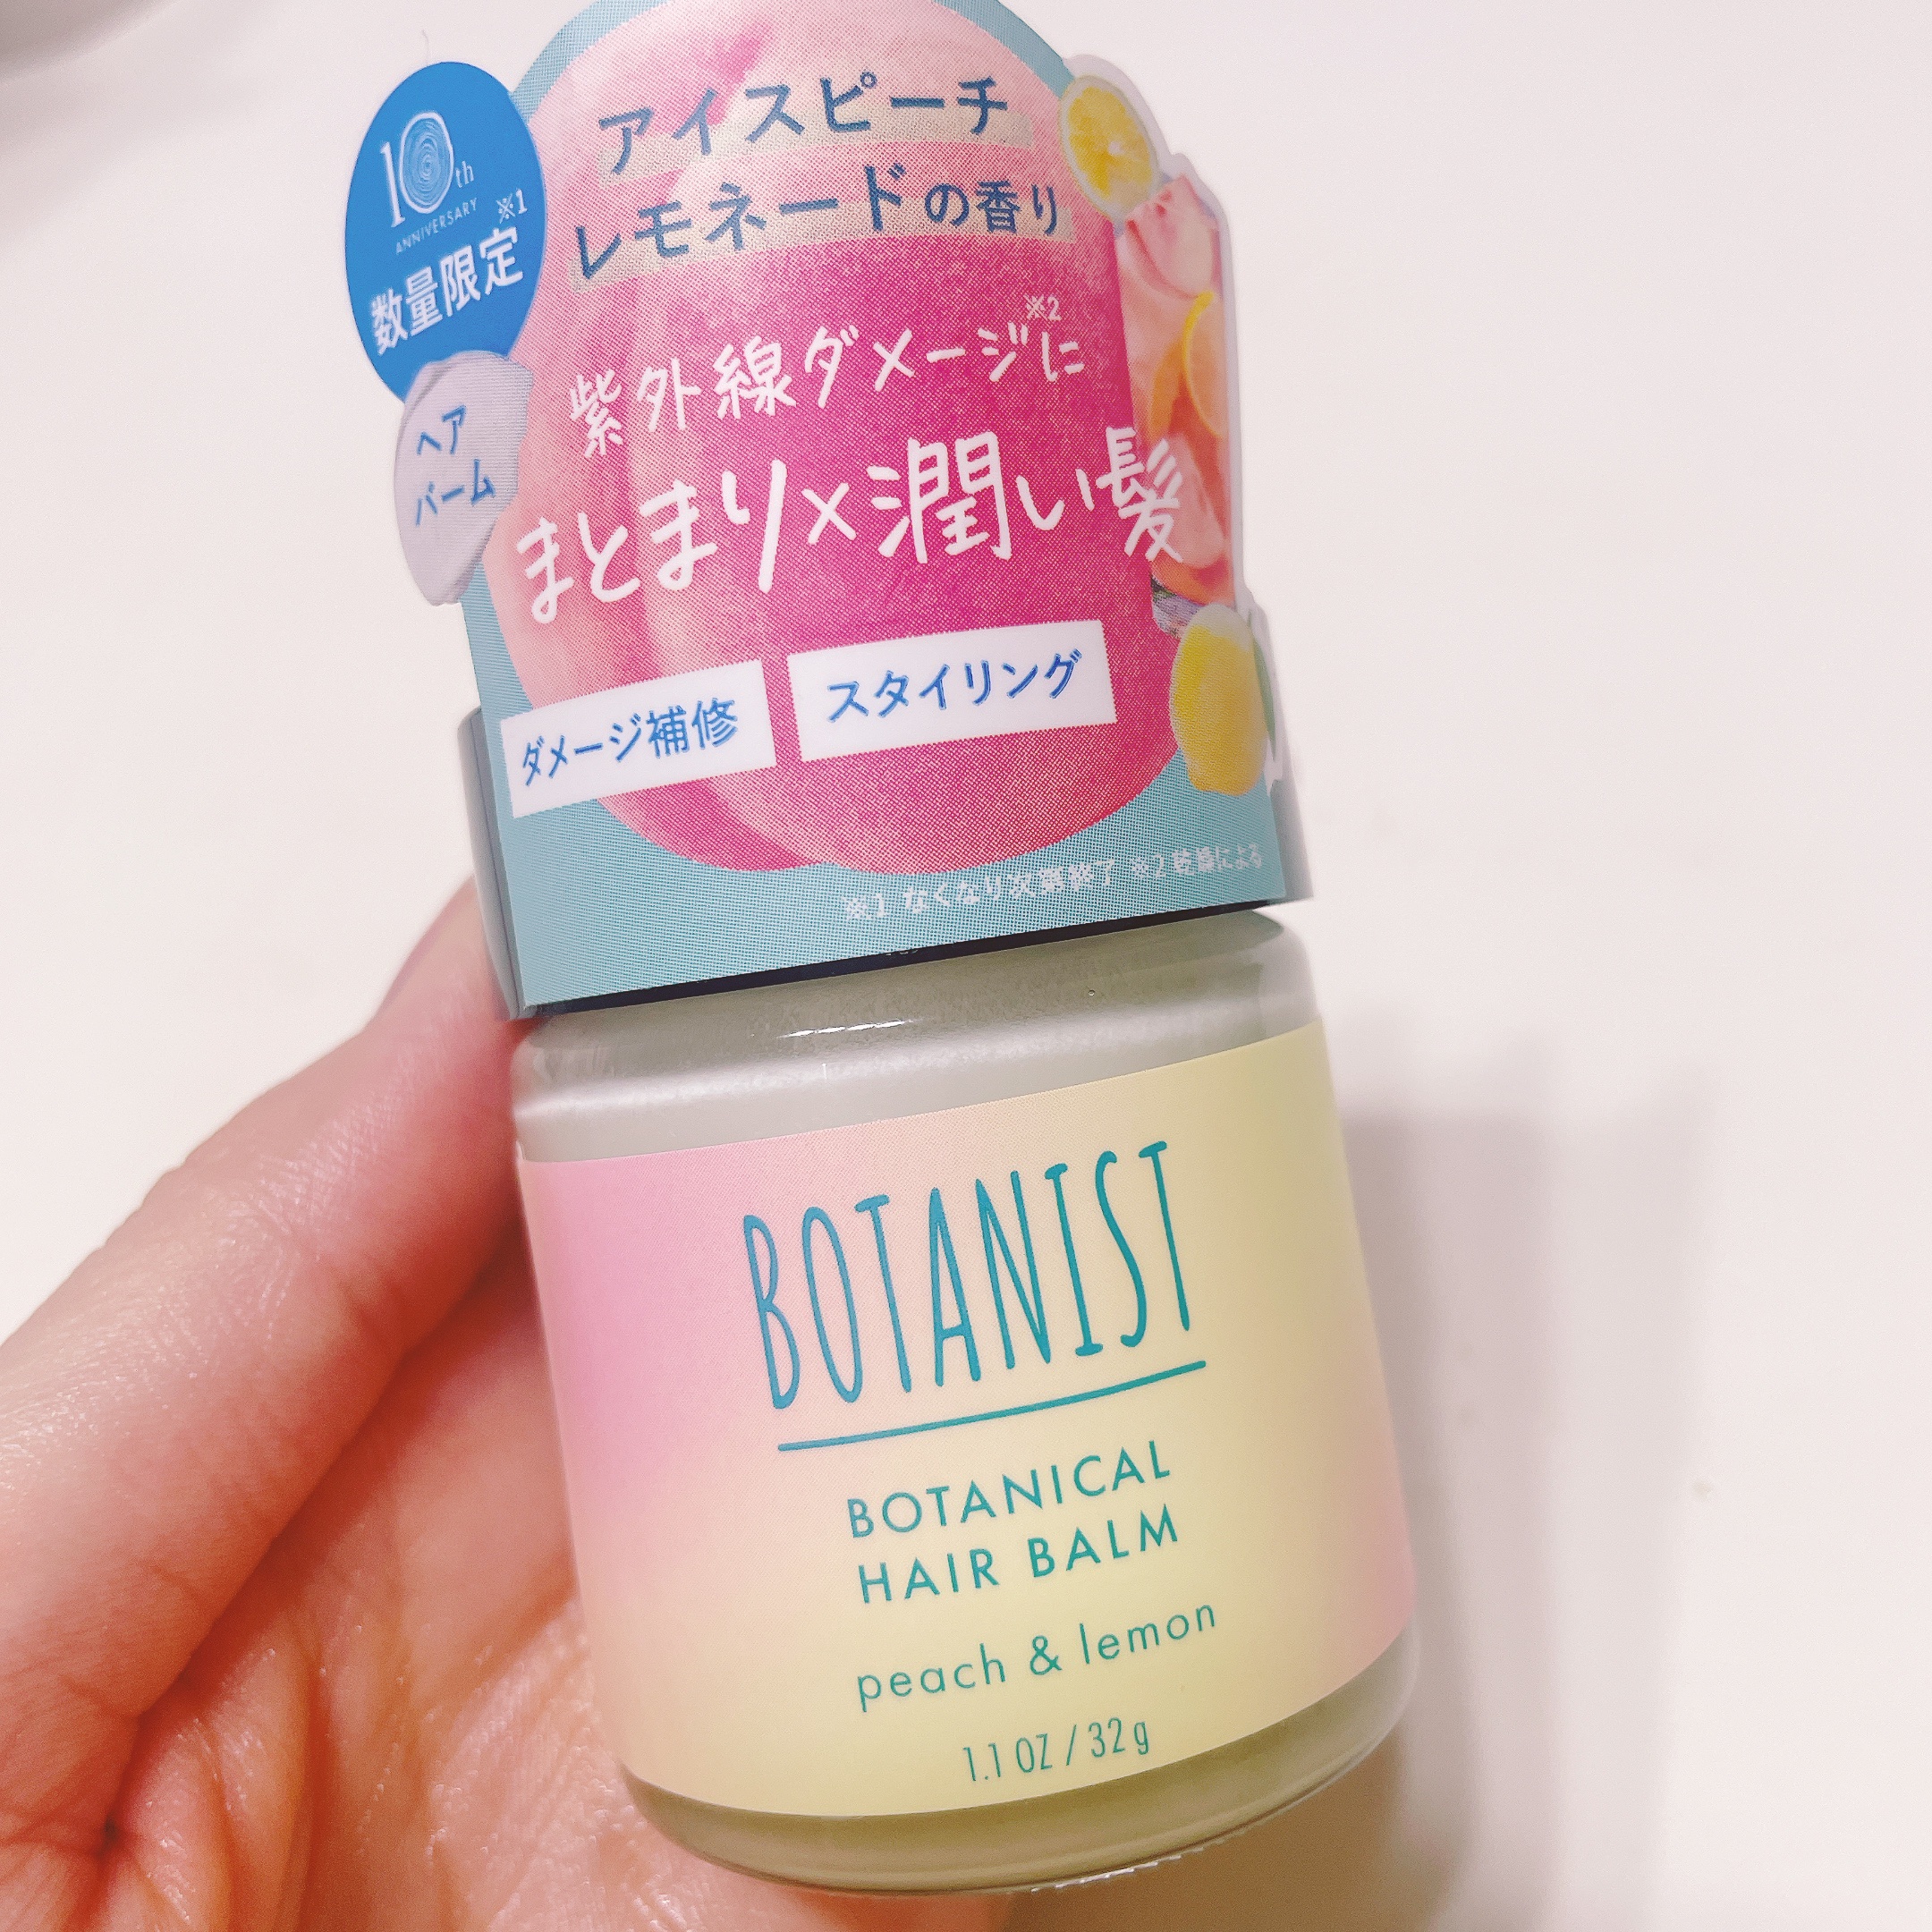 アイスピーチ
レモネードの香り
10th
ANNIVERSARY
※1
数量限定
ヘア
バーム
※2
紫外線ダメージに
まとまり×潤い髪
ダメージ補修
スタイリング
※1 なくなり次第終了 ※2 乾燥による
BOTANIST
BOTANICAL
HAIR BALM
peach & lemon
1.1 OZ / 32g